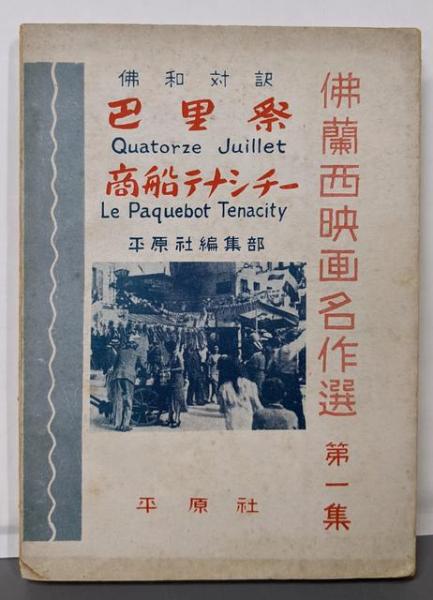 佛蘭西映画名作選 第一集
佛和対訳
巴里祭
Quatorze Juillet
商船テナシチー
Le Paquebot Tenacity
平原社編集部
平原社